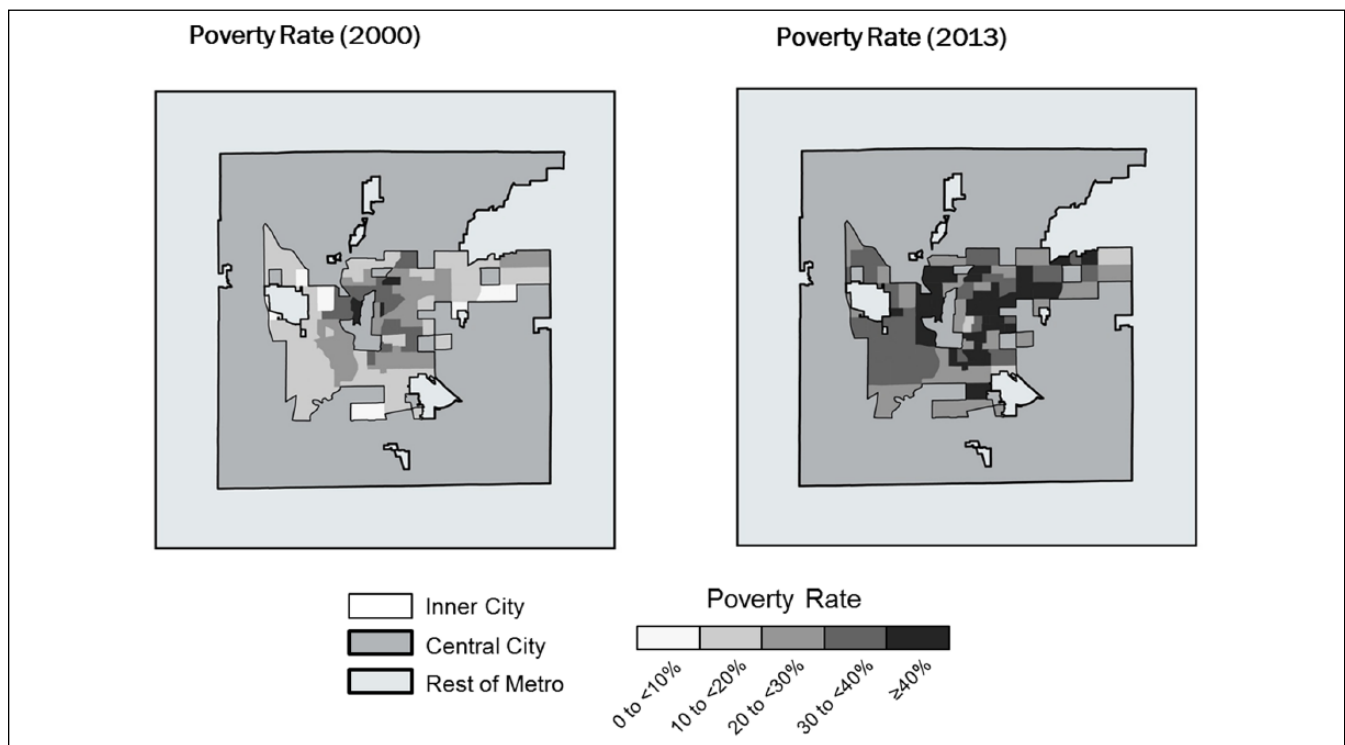 Poverty Rate (2000)
Poverty Rate (2013)
Inner City
Central City
Rest of Metro
Poverty Rate
0 to <10%
10 to <20%
20 to <30%
30 to <40%
≥40%